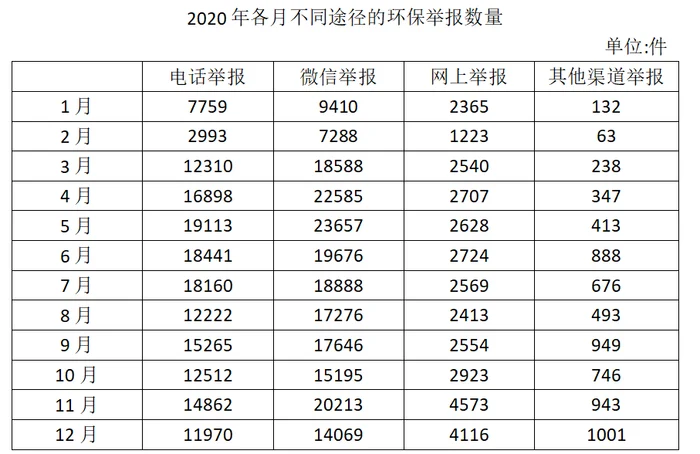 2020年各月不同途径的环保举报数量
单位:件
电话举报 微信举报 网上举报 其他渠道举报
1月 7759 9410 2365 132
2月 2993 7288 1223 63
3月 12310 18588 2540 238
4月 16898 22585 2707 347
5月 19113 23657 2628 413
6月 18441 19676 2724 888
7月 18160 18888 2569 676
8月 12222 17276 2413 493
9月 15265 17646 2554 949
10月 12512 15195 2923 746
11月 14862 20213 4573 943
12月 11970 14069 4116 1001